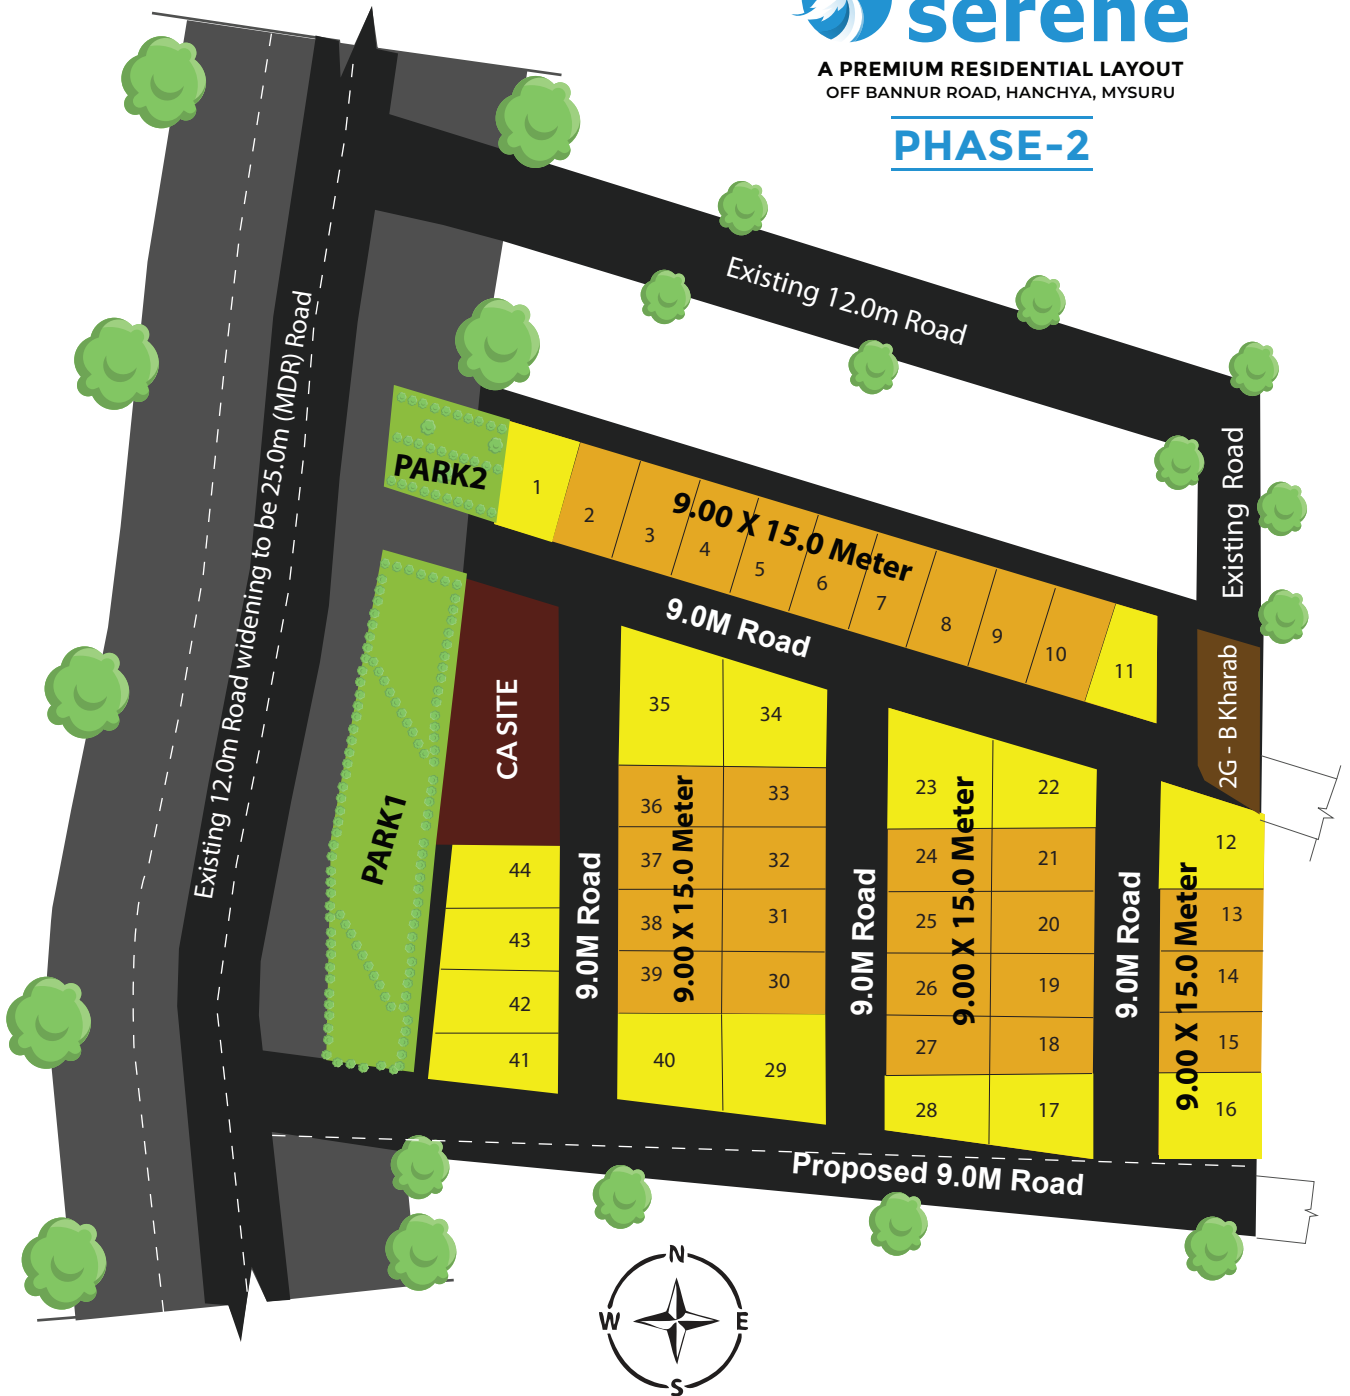 serene
A PREMIUM RESIDENTIAL LAYOUT
OFF BANNUR ROAD, HANCHYA, MYSURU
PHASE-2
Existing 12.0m Road
Existing Road
Existing 12.0m Road widening to be 25.0m (MDR) Road
PARK2
1
2
3
4
5
6
7
8
9
10
11
9.00 X 15.0 Meter
9.0M Road
2G - B Kharab
CA SITE
PARK1
44
43
42
41
9.0M Road
35
34
36
33
37
32
38
31
39
30
40
29
9.00 X 15.0 Meter
9.0M Road
23
22
24
21
25
20
26
19
27
18
28
17
9.00 X 15.0 Meter
9.0M Road
12
13
14
15
16
9.00 X 15.0 Meter
Proposed 9.0M Road
N
W
E
S